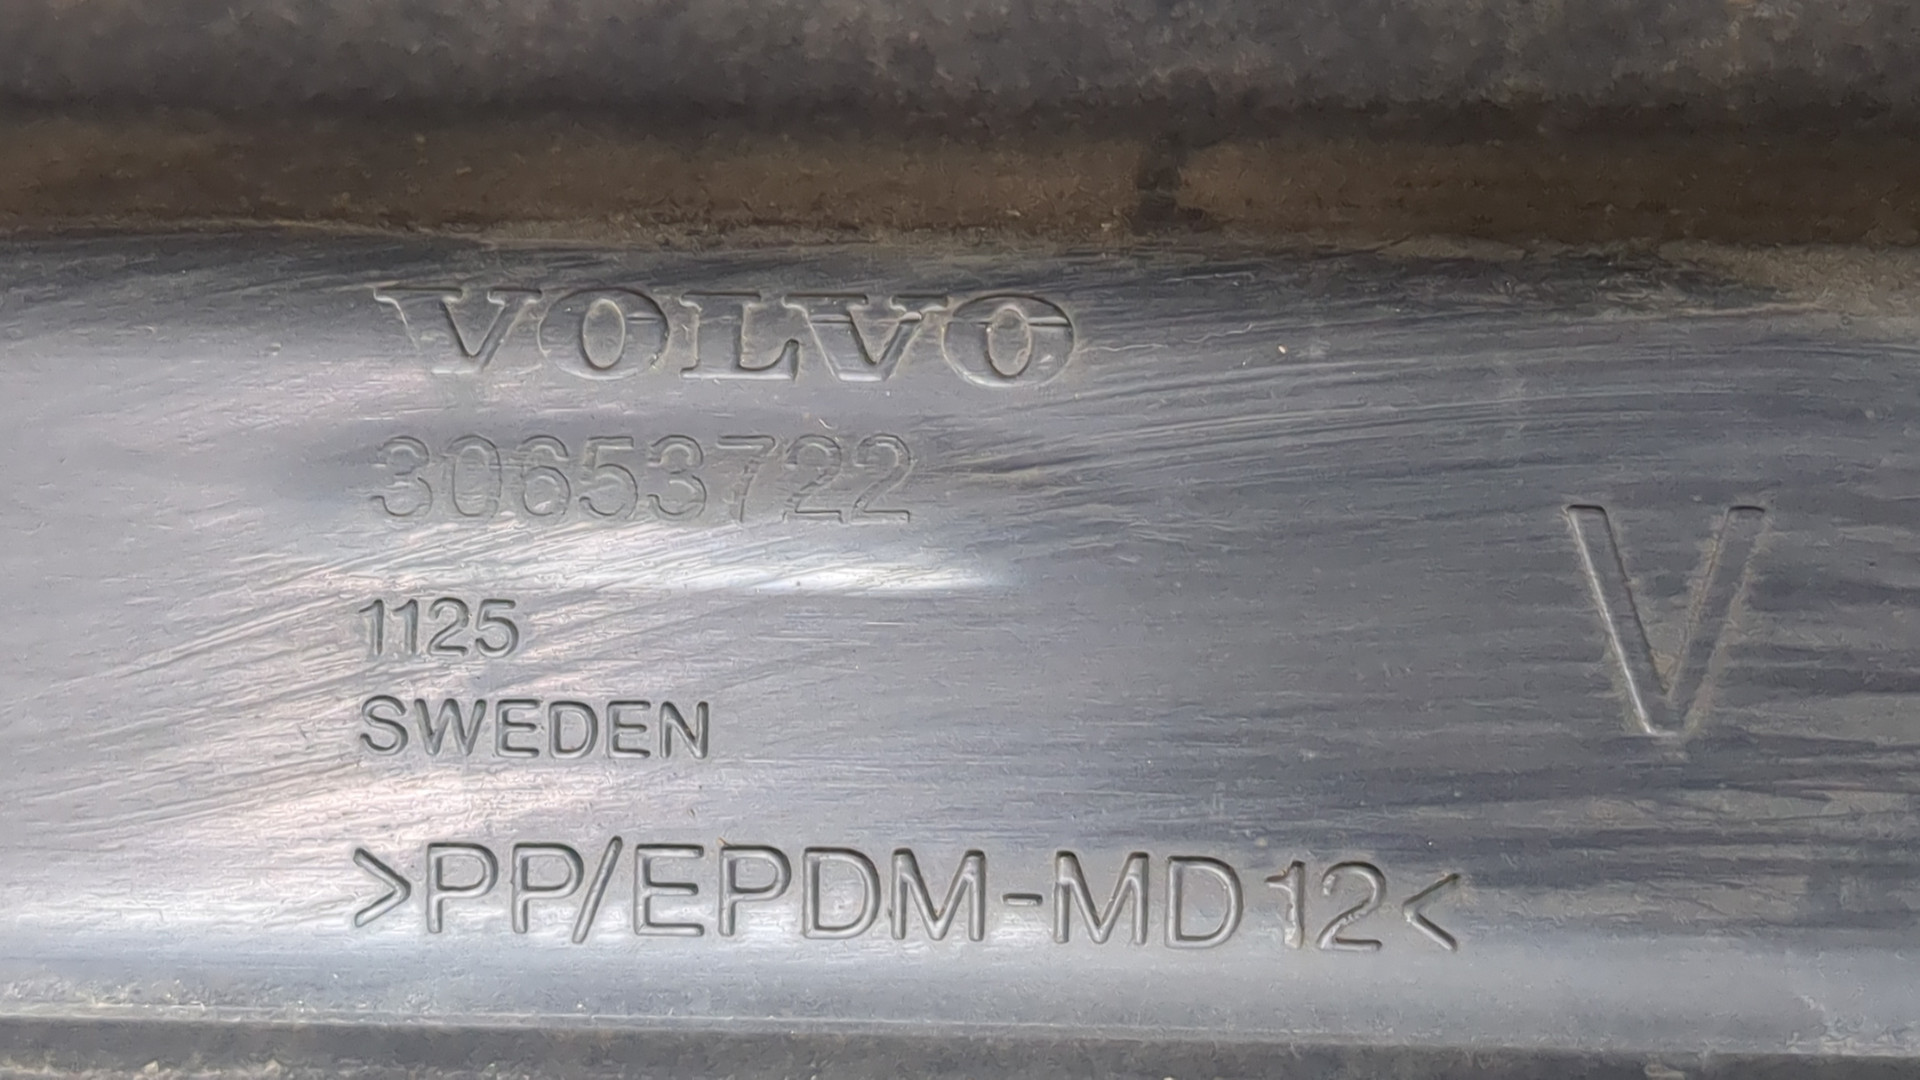 VOLVO
30653722
1125
SWEDEN
V
>PP/EPDM-MD12<